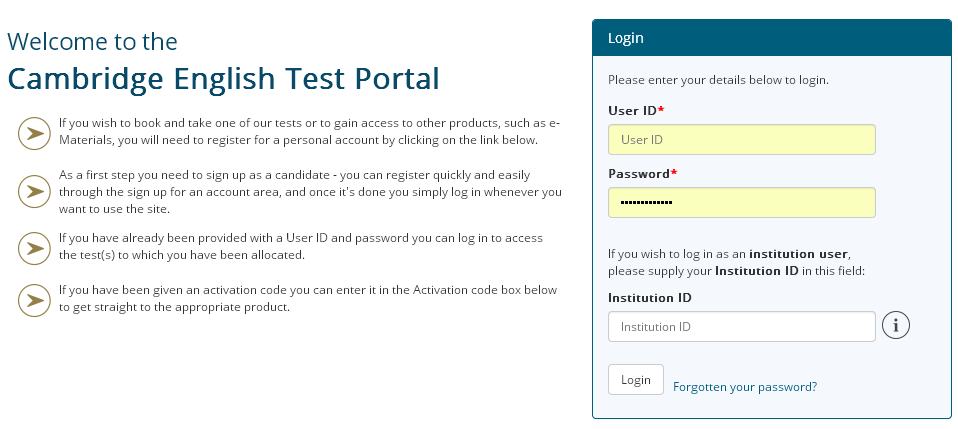 Welcome to the
Cambridge English Test Portal
If you wish to book and take one of our tests or to gain access to other products, such as e-
Materials, you will need to register for a personal account by clicking on the link below.
As a first step you need to sign up as a candidate - you can register quickly and easily
through the sign up for an account area, and once it's done you simply log in whenever you
want to use the site.
If you have already been provided with a User ID and password you can log in to access
the test(s) to which you have been allocated.
If you have been given an activation code you can enter it in the Activation code box below
to get straight to the appropriate product.
Login
Please enter your details below to login.
User ID*
User ID
Password*
•••••••••••••
If you wish to log in as an institution user,
please supply your Institution ID in this field:
Institution ID
Institution ID
i
Login
Forgotten your password?